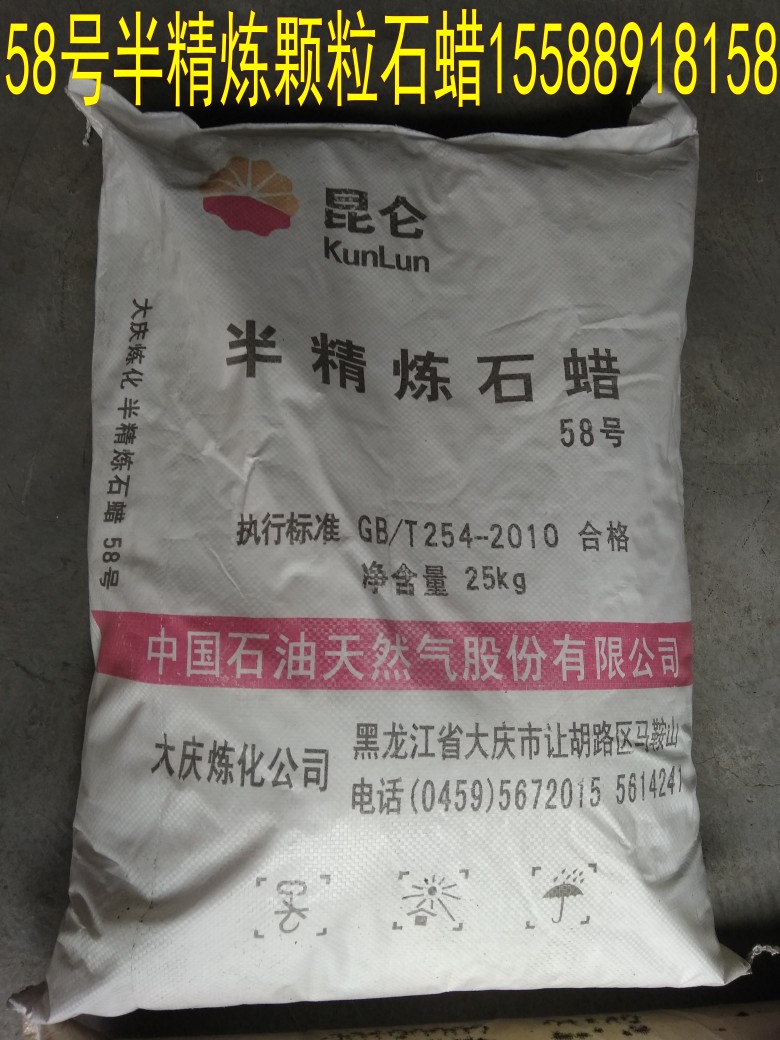 58号半精炼颗粒石蜡15588918158
昆仑
KunLun
半精炼石蜡
58号
大庆炼化 半精炼石蜡 58号
执行标准 GB/T254--2010 合格
净含量 25kg
中国石油天然气股份有限公司
大庆炼化公司
黑龙江省大庆市让胡路区马鞍山
电话(0459)5672015 5614241